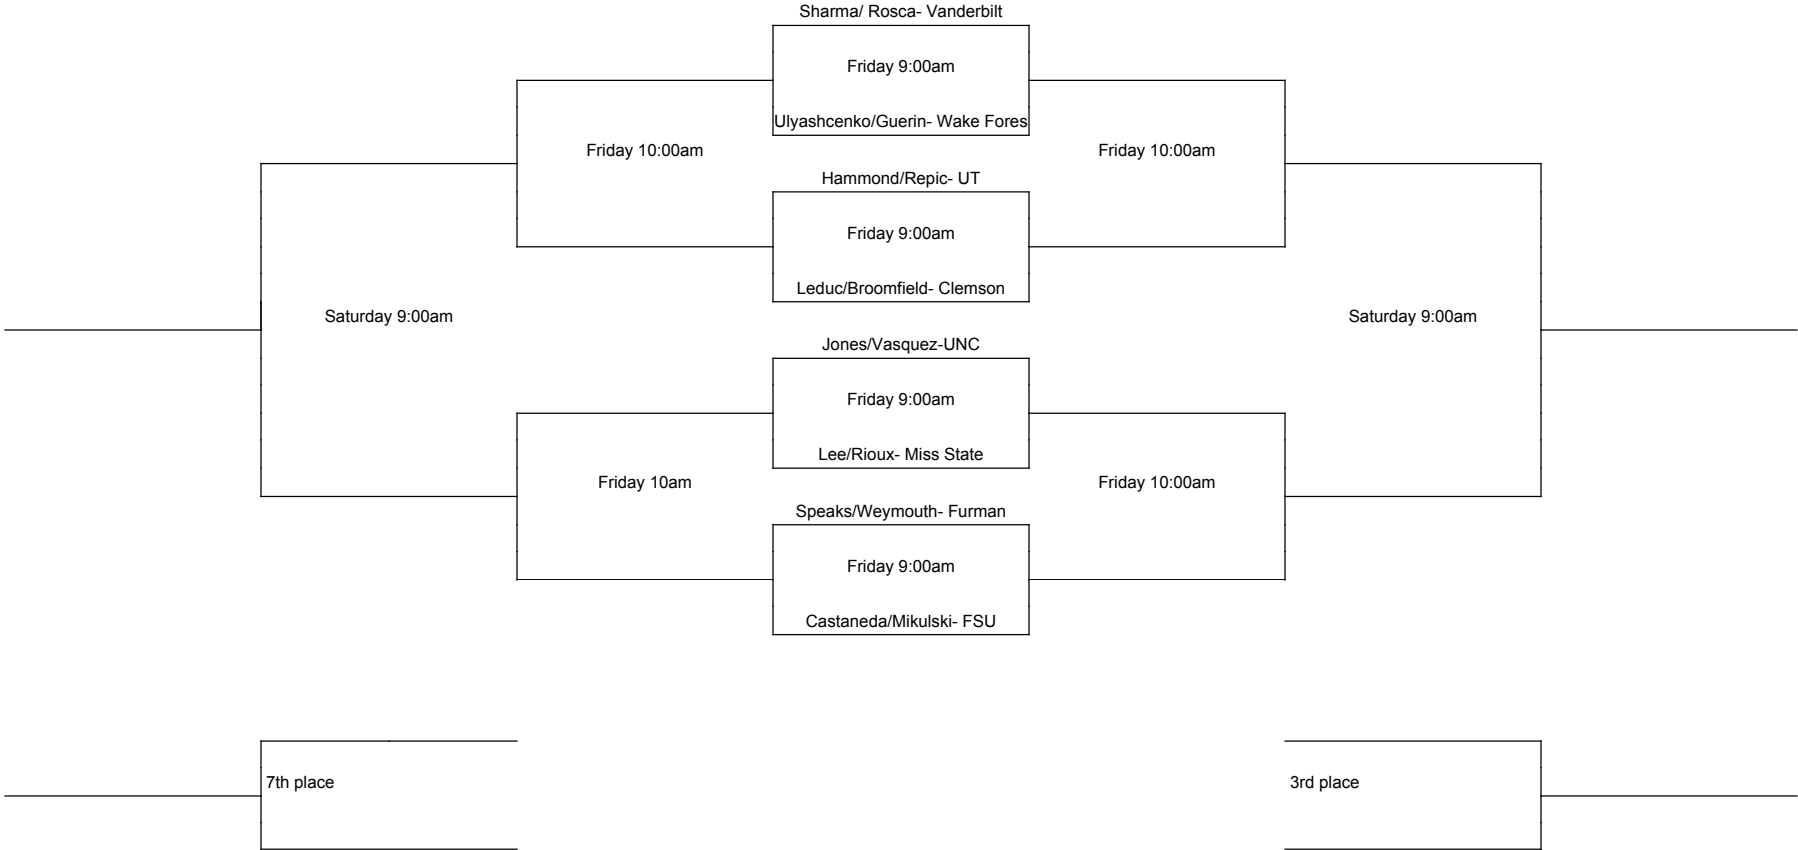 Sharma/ Rosca- Vanderbilt
Friday 9:00am
Ulyashcenko/Guerin- Wake Fores
Friday 10:00am
Friday 10:00am
Hammond/Repic- UT
Friday 9:00am
Leduc/Broomfield- Clemson
Saturday 9:00am
Saturday 9:00am
Jones/Vasquez-UNC
Friday 9:00am
Lee/Rioux- Miss State
Friday 10am
Friday 10:00am
Speaks/Weymouth- Furman
Friday 9:00am
Castaneda/Mikulski- FSU
7th place
3rd place